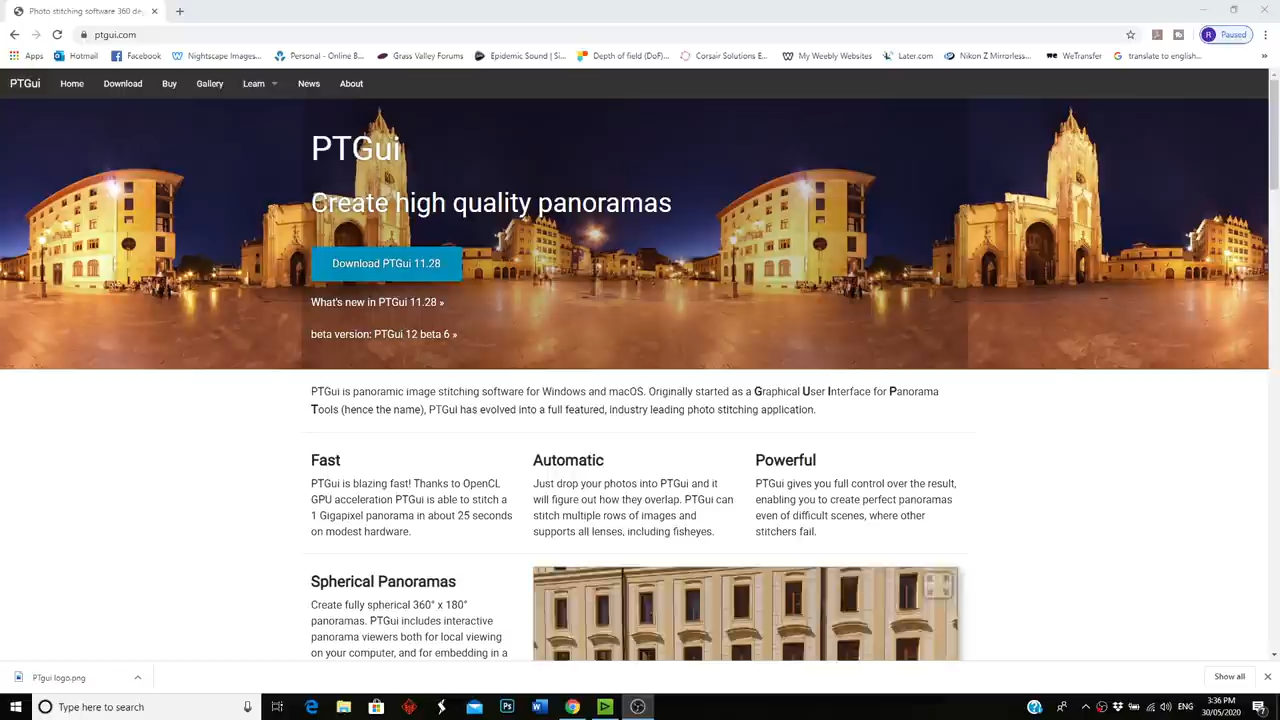 Photo stitching software 360 de
ptgui.com
R Paused
Apps Hotmail Facebook Nightscape Images... Personal - Online B... Grass Valley Forums Epidemic Sound | Si... Depth of field (DoF)... Corsair Solutions E... My Weebly Websites Later.com Nikon Z Mirrorless... WeTransfer translate to english... »
PTGui Home Download Buy Gallery Learn News About
PTGui
Create high quality panoramas
Download PTGui 11.28
What's new in PTGui 11.28 »
beta version: PTGui 12 beta 6 »
PTGui is panoramic image stitching software for Windows and macOS. Originally started as a Graphical User Interface for Panorama
Tools (hence the name), PTGui has evolved into a full featured, industry leading photo stitching application.
Fast
PTGui is blazing fast! Thanks to OpenCL
GPU acceleration PTGui is able to stitch a
1 Gigapixel panorama in about 25 seconds
on modest hardware.
Automatic
Just drop your photos into PTGui and it
will figure out how they overlap. PTGui can
stitch multiple rows of images and
supports all lenses, including fisheyes.
Powerful
PTGui gives you full control over the result,
enabling you to create perfect panoramas
even of difficult scenes, where other
stitchers fail.
Spherical Panoramas
Create fully spherical 360° x 180°
panoramas. PTGui includes interactive
panorama viewers both for local viewing
on your computer, and for embedding in a
PTgui logo.png
Show all
Type here to search
ENG
3:36 PM
30/05/2020